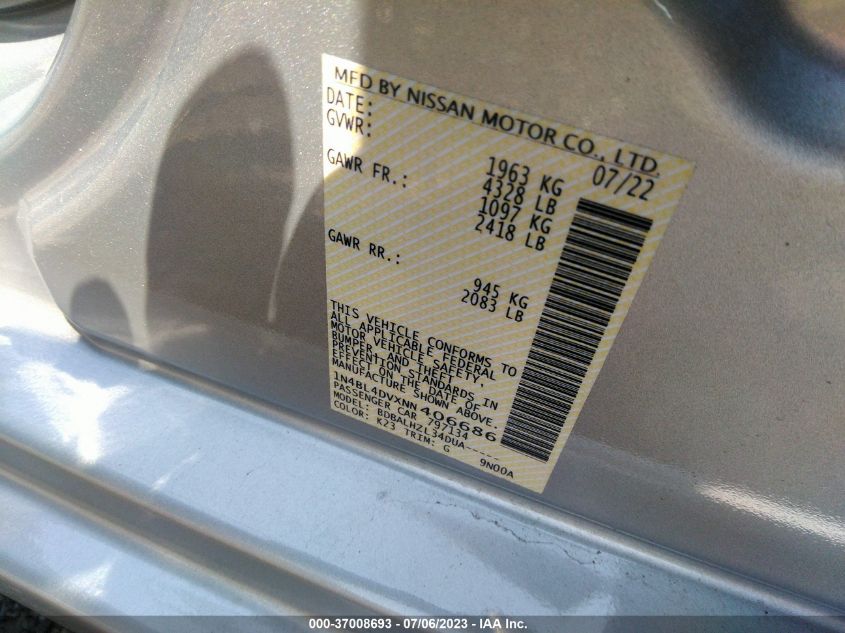 MFD BY NISSAN MOTOR CO., LTD.
DATE: 07/22
GVWR: 1963 KG
4328 LB
GAWR FR.: 1097 KG
2418 LB
GAWR RR.: 945 KG
2083 LB
THIS VEHICLE CONFORMS TO
ALL APPLICABLE FEDERAL
MOTOR VEHICLE SAFETY,
BUMPER, AND THEFT
PREVENTION STANDARDS IN
EFFECT ON THE DATE OF
MANUFACTURE SHOWN ABOVE.
1N4BL4DVXNN406686
PASSENGER CAR 797134
MODEL: BDBALHZL34DUA-----
COLOR: K23 TRIM: G 9N00A
000-37008693 - 07/06/2023 - IAA Inc.